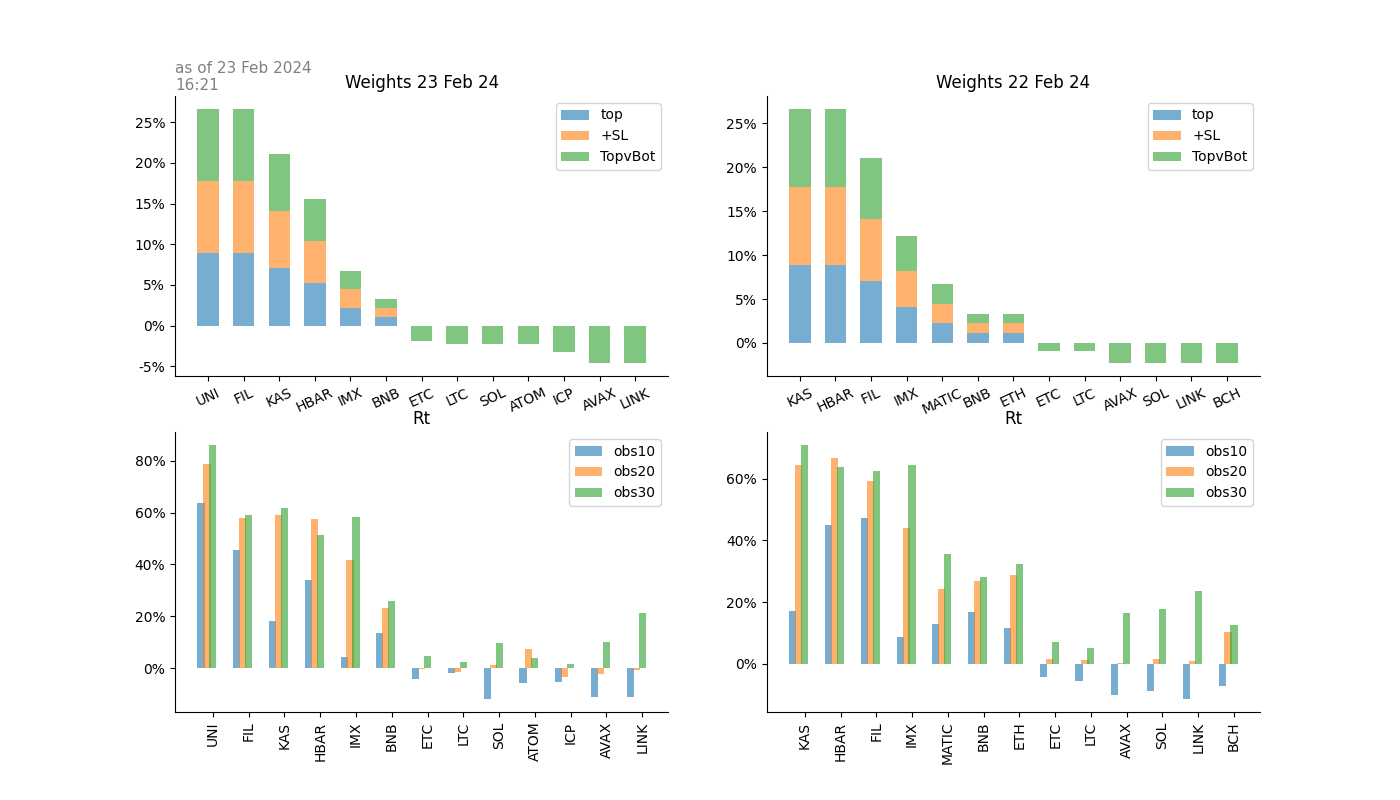 as of 23 Feb 2024
16:21
Weights 23 Feb 24
25%
20%
15%
10%
5%
0%
-5%
top
+SL
TopvBot
UNI FIL KAS HBAR IMX BNB ETC LTC SOL ATOM ICP AVAX LINK
Weights 22 Feb 24
25%
20%
15%
10%
5%
0%
top
+SL
TopvBot
KAS HBAR FIL IMX MATIC BNB ETH ETC LTC AVAX SOL LINK BCH
Rt
80%
60%
40%
20%
0%
obs10
obs20
obs30
UNI FIL KAS HBAR IMX BNB ETC LTC SOL ATOM ICP AVAX LINK
Rt
60%
40%
20%
0%
obs10
obs20
obs30
KAS HBAR FIL IMX MATIC BNB ETH ETC LTC AVAX SOL LINK BCH